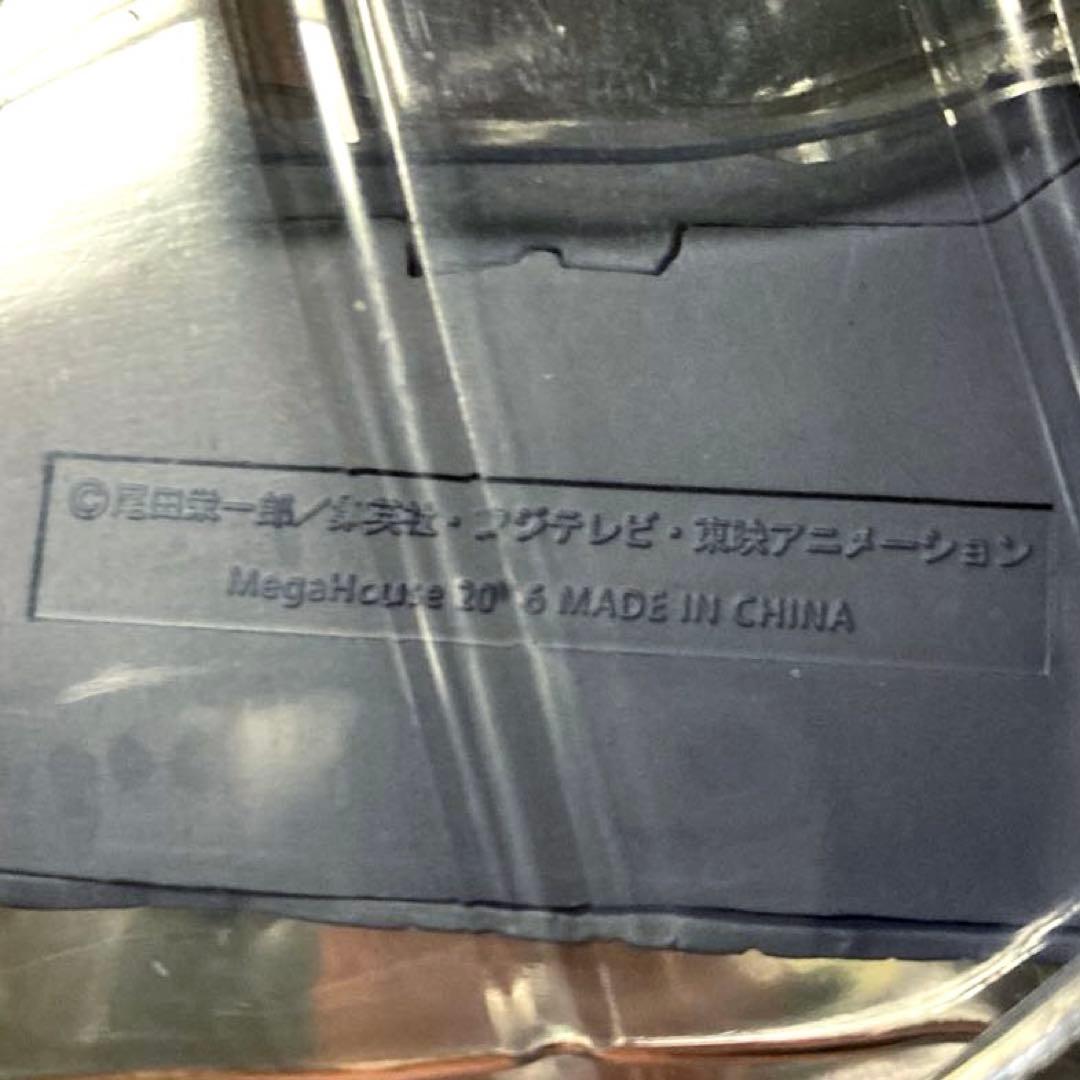 ©尾田栄一郎／集英社・フジテレビ・東映アニメーション
MegaHouse MADE IN CHINA